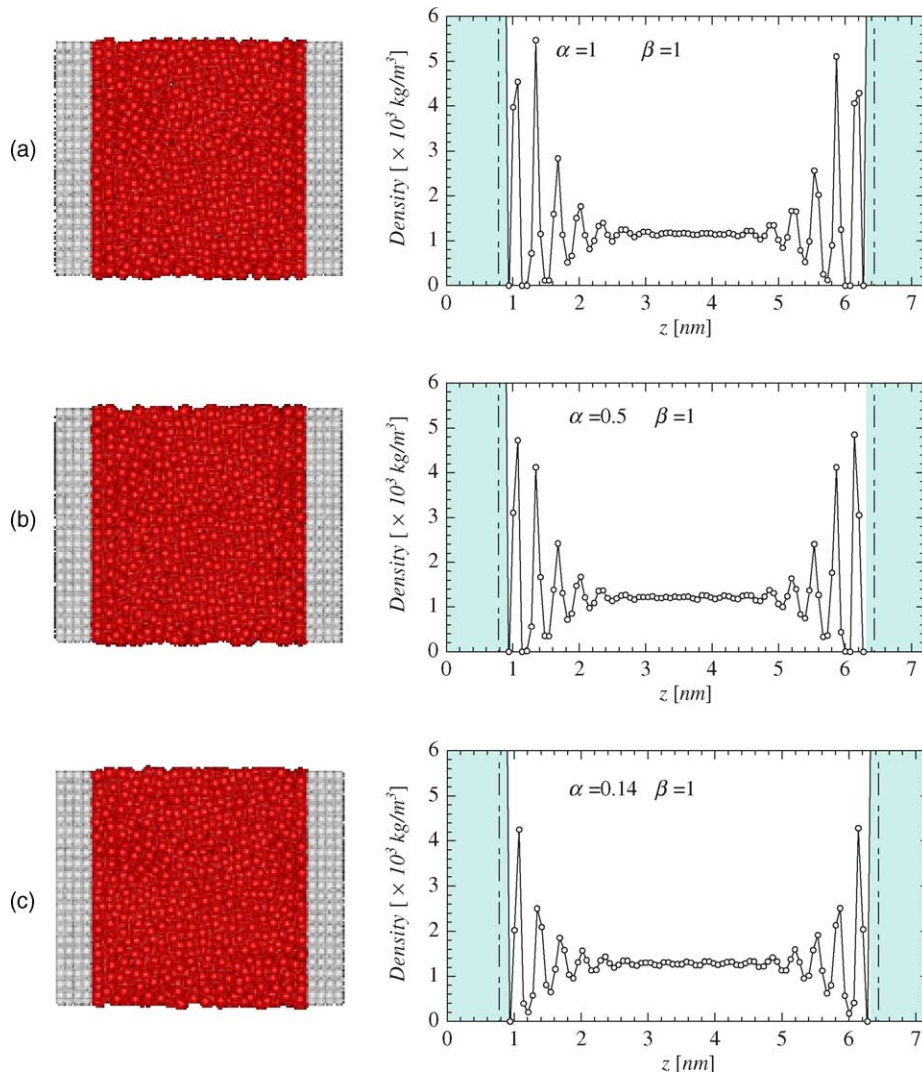 (a)
Density [ × 10³ kg/m³]
6
5
4
3
2
1
0
α =1 β =1
0 1 2 3 4 5 6 7
z [nm]
(b)
Density [ × 10³ kg/m³]
6
5
4
3
2
1
0
α =0.5 β =1
0 1 2 3 4 5 6 7
z [nm]
(c)
Density [ × 10³ kg/m³]
6
5
4
3
2
1
0
α =0.14 β =1
0 1 2 3 4 5 6 7
z [nm]